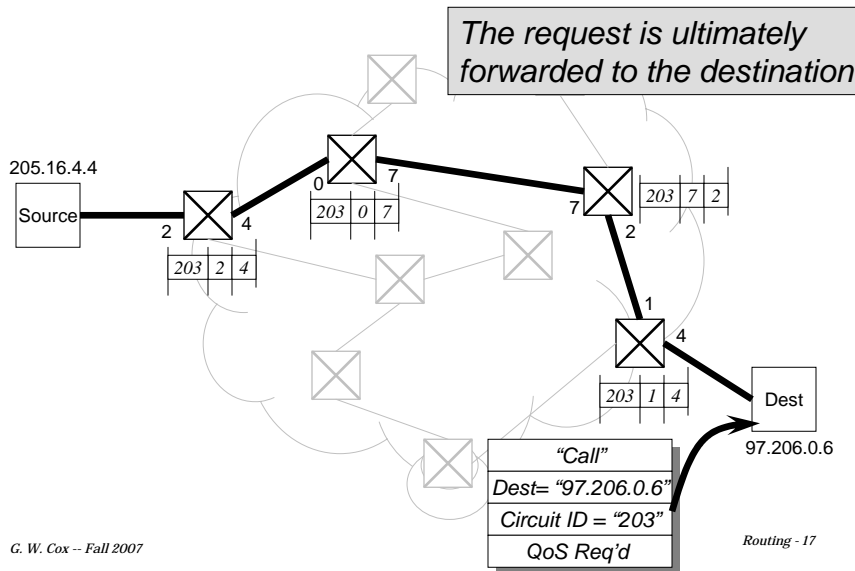 The request is ultimately
forwarded to the destination
205.16.4.4
Source
2
4
203 2 4
0
7
203 0 7
7
2
203 7 2
1
4
203 1 4
Dest
97.206.0.6
“Call”
Dest= “97.206.0.6”
Circuit ID = “203”
QoS Req’d
G. W. Cox -- Fall 2007
Routing - 17